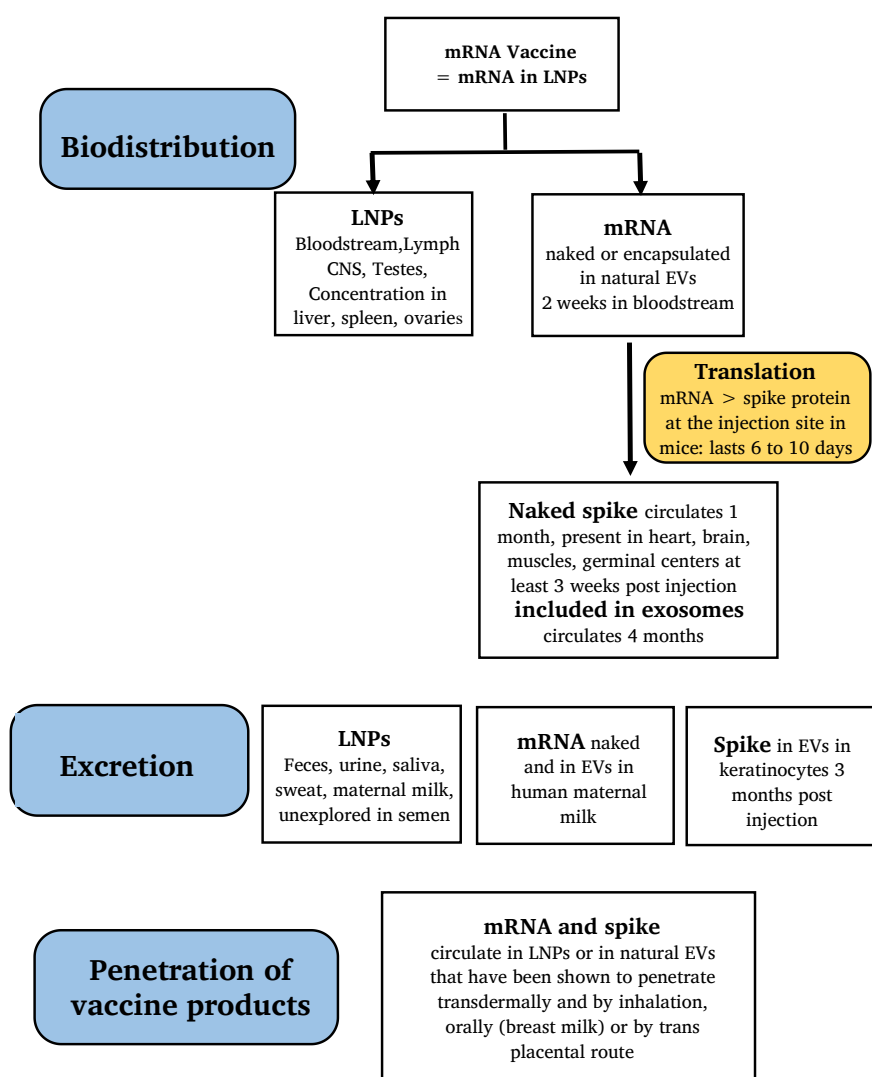 mRNA Vaccine
= mRNA in LNPs
Biodistribution
LNPs
Bloodstream,Lymph
CNS, Testes,
Concentration in
liver, spleen, ovaries
mRNA
naked or encapsulated
in natural EVs
2 weeks in bloodstream
Translation
mRNA > spike protein
at the injection site in
mice: lasts 6 to 10 days
Naked spike circulates 1
month, present in heart, brain,
muscles, germinal centers at
least 3 weeks post injection
included in exosomes
circulates 4 months
Excretion
LNPs
Feces, urine, saliva,
sweat, maternal milk,
unexplored in semen
mRNA naked
and in EVs in
human maternal
milk
Spike in EVs in
keratinocytes 3
months post
injection
Penetration of
vaccine products
mRNA and spike
circulate in LNPs or in natural EVs
that have been shown to penetrate
transdermally and by inhalation,
orally (breast milk) or by trans
placental route